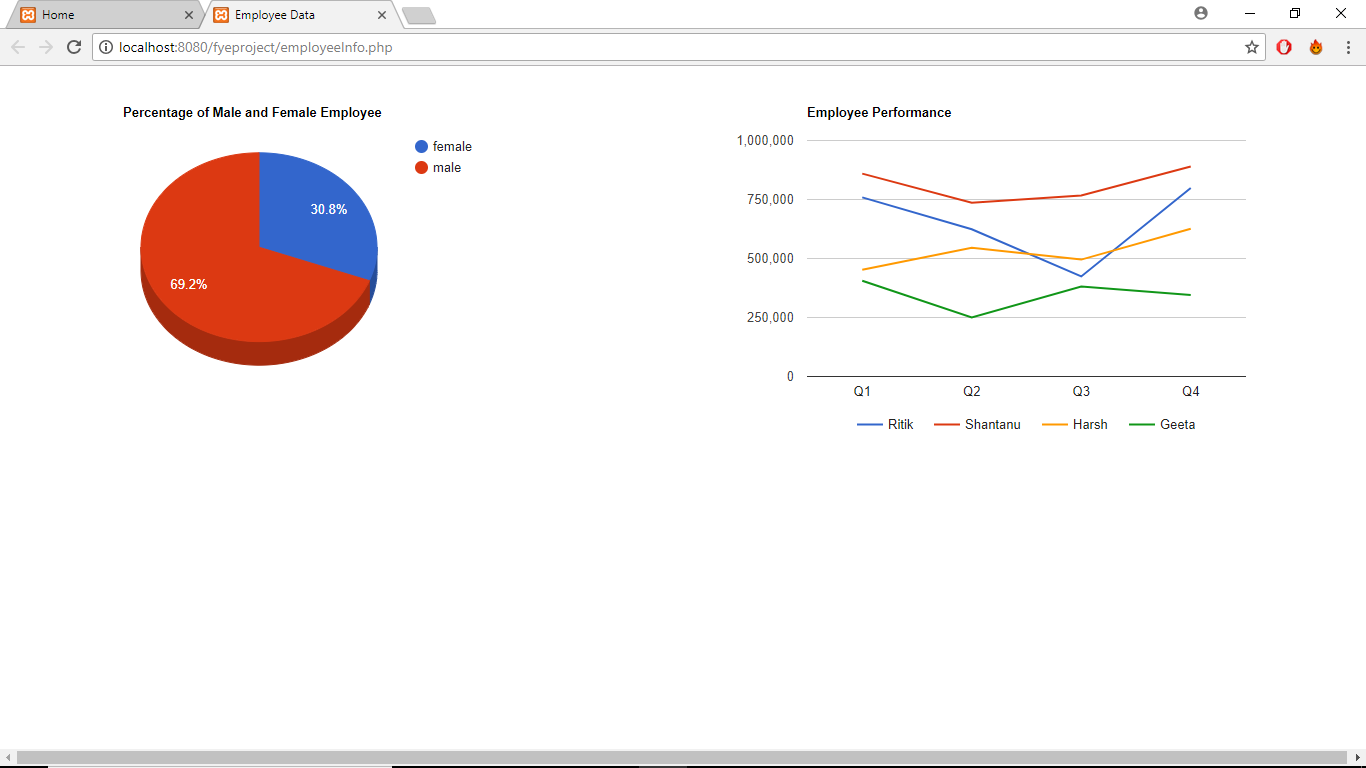 Home
Employee Data
localhost:8080/fyeproject/employeeInfo.php
Percentage of Male and Female Employee
female
male
30.8%
69.2%
Employee Performance
1,000,000
750,000
500,000
250,000
0
Q1 Q2 Q3 Q4
Ritik Shantanu Harsh Geeta